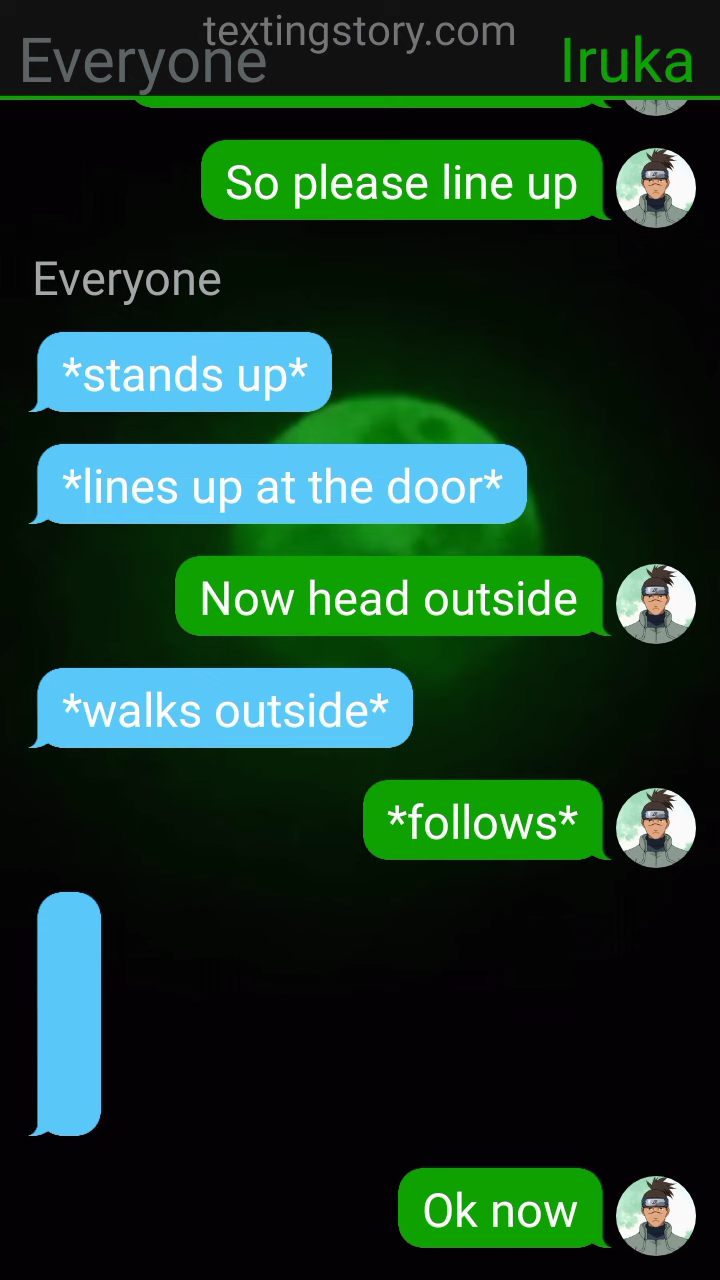 textingstory.com
Everyone
Iruka
So please line up
Everyone
*stands up*
*lines up at the door*
Now head outside
*walks outside*
*follows*
Ok now